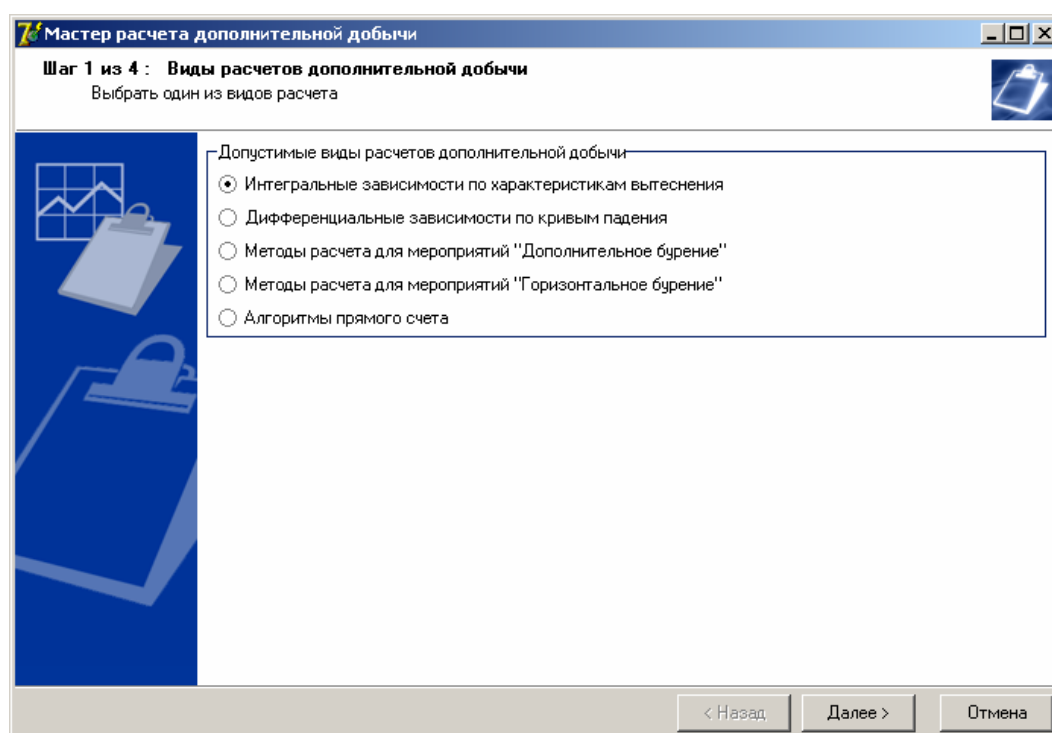 Мастер расчета дополнительной добычи
Шаг 1 из 4 : Виды расчетов дополнительной добычи
Выбрать один из видов расчета
Допустимые виды расчетов дополнительной добычи
Интегральные зависимости по характеристикам вытеснения
Дифференциальные зависимости по кривым падения
Методы расчета для мероприятий "Дополнительное бурение"
Методы расчета для мероприятий "Горизонтальное бурение"
Алгоритмы прямого счета
< Назад Далее > Отмена